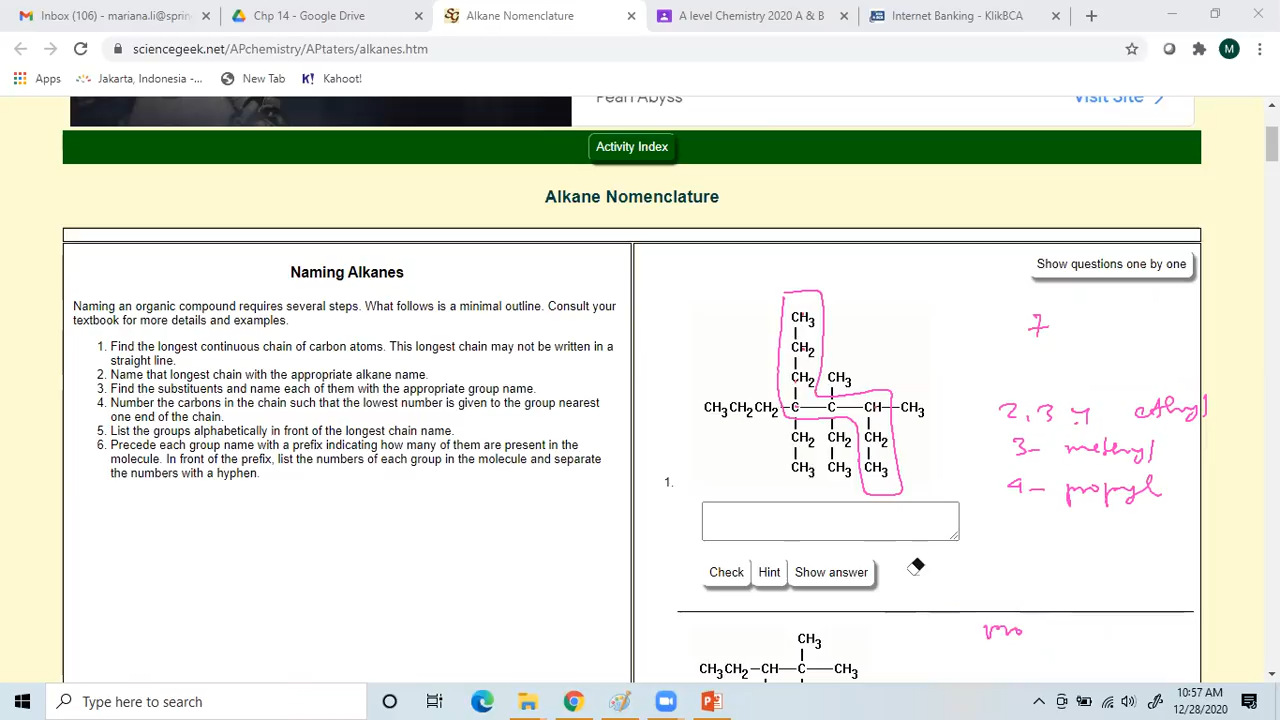 Inbox (106) - mariana.li@sprin
Chp 14 - Google Drive
Alkane Nomenclature
A level Chemistry 2020 A & B
Internet Banking - KlikBCA
sciencegeek.net/APchemistry/APtaters/alkanes.htm
M
Apps
Jakarta, Indonesia -...
New Tab
K!
Kahoot!
Pearl Abyss
Visit Site
Activity Index
Alkane Nomenclature
Naming Alkanes
Naming an organic compound requires several steps. What follows is a minimal outline. Consult your
textbook for more details and examples.
1. Find the longest continuous chain of carbon atoms. This longest chain may not be written in a
straight line.
2. Name that longest chain with the appropriate alkane name.
3. Find the substituents and name each of them with the appropriate group name.
4. Number the carbons in the chain such that the lowest number is given to the group nearest
one end of the chain.
5. List the groups alphabetically in front of the longest chain name.
6. Precede each group name with a prefix indicating how many of them are present in the
molecule. In front of the prefix, list the numbers of each group in the molecule and separate
the numbers with a hyphen.
Show questions one by one
CH3
CH2
CH2 CH3
CH3CH2CH2 C C CH CH3
CH2 CH2 CH2
CH3 CH3 CH3
1.
7
2,3 4 ethyl
3- methyl
4- propyl
Check Hint Show answer
CH3
CH3CH2 CH C CH3
Type here to search
10:57 AM
12/28/2020